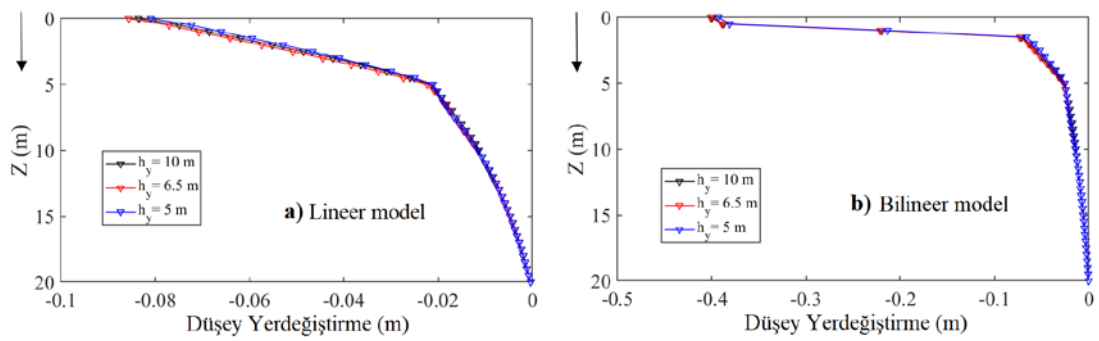 0
5
10
15
20
Z (m)
-0.1
-0.08
-0.06
-0.04
-0.02
0
Düşey Yerdeğiştirme (m)
h_y= 10 m
h_y= 6.5 m
h_y= 5 m
a) Lineer model
0
5
10
15
20
Z (m)
-0.5
-0.4
-0.3
-0.2
-0.1
0
Düşey Yerdeğiştirme (m)
h_y= 10 m
h_y= 6.5 m
h_y= 5 m
b) Bilineer model